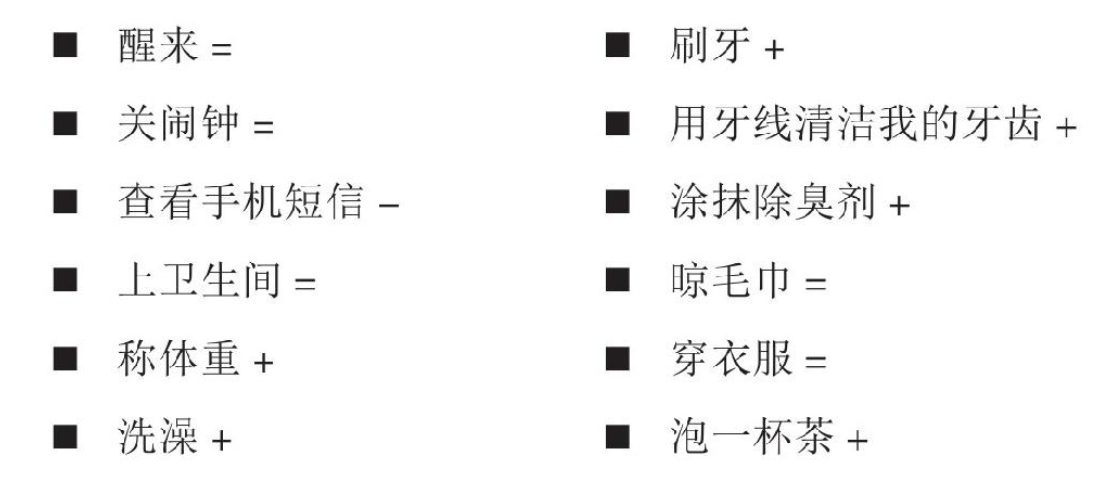 ■ 醒来 =
■ 关闹钟 =
■ 查看手机短信 –
■ 上卫生间 =
■ 称体重 +
■ 洗澡 +
■ 刷牙 +
■ 用牙线清洁我的牙齿 +
■ 涂抹除臭剂 +
■ 晾毛巾 =
■ 穿衣服 =
■ 泡一杯茶 +